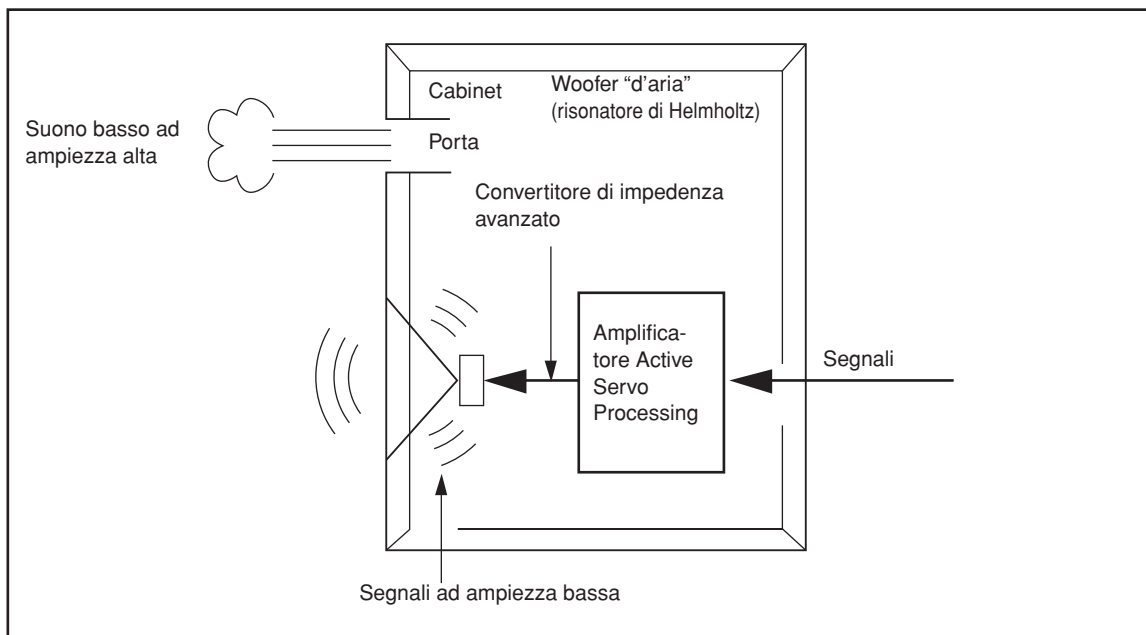 Cabinet
Woofer “d'aria”
(risonatore di Helmholtz)
Suono basso ad
ampiezza alta
Porta
Convertitore di impedenza
avanzato
Amplifica-
tore Active
Servo
Processing
Segnali
Segnali ad ampiezza bassa